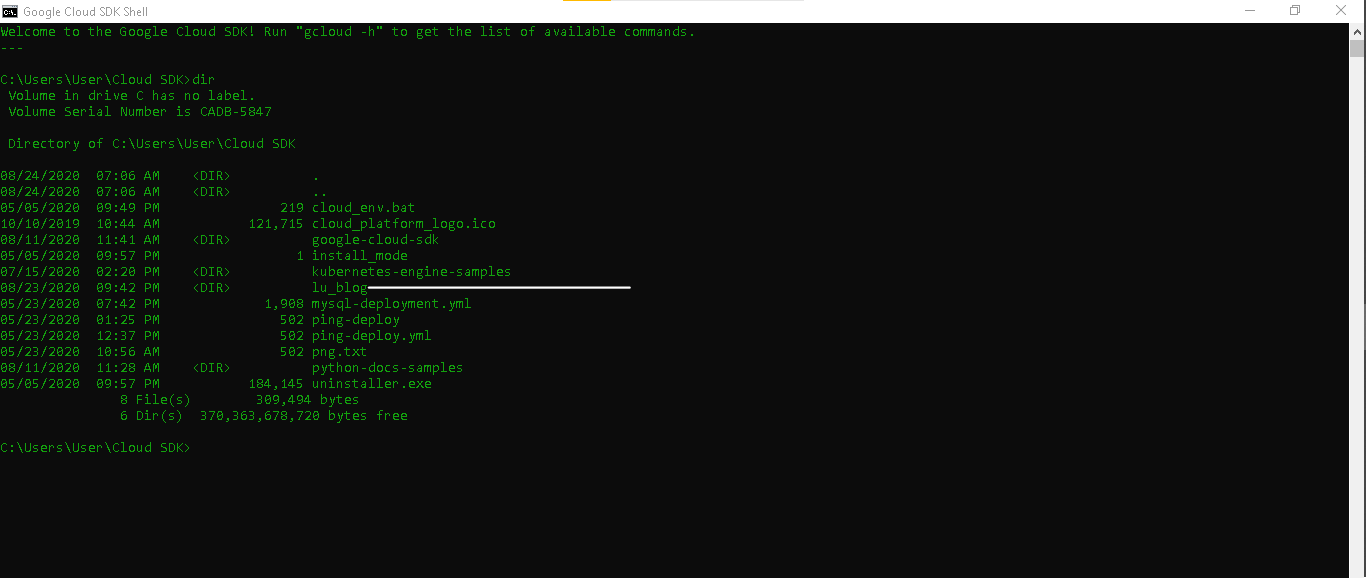 Google Cloud SDK Shell
Welcome to the Google Cloud SDK! Run "gcloud -h" to get the list of available commands.
---
C:\Users\User\Cloud SDK>dir
 Volume in drive C has no label.
 Volume Serial Number is CADB-5847
 Directory of C:\Users\User\Cloud SDK
08/24/2020  07:06 AM    <DIR>          .
08/24/2020  07:06 AM    <DIR>          ..
05/05/2020  09:49 PM               219 cloud_env.bat
10/10/2019  10:44 AM           121,715 cloud_platform_logo.ico
08/11/2020  11:41 AM    <DIR>          google-cloud-sdk
05/05/2020  09:57 PM                 1 install_mode
07/15/2020  02:20 PM    <DIR>          kubernetes-engine-samples
08/23/2020  09:42 PM    <DIR>          lu_blog
05/23/2020  07:42 PM             1,908 mysql-deployment.yml
05/23/2020  01:25 PM               502 ping-deploy
05/23/2020  12:37 PM               502 ping-deploy.yml
05/23/2020  10:56 AM               502 png.txt
08/11/2020  11:28 AM    <DIR>          python-docs-samples
05/05/2020  09:57 PM           184,145 uninstaller.exe
               8 File(s)        309,494 bytes
               6 Dir(s)  370,363,678,720 bytes free
C:\Users\User\Cloud SDK>